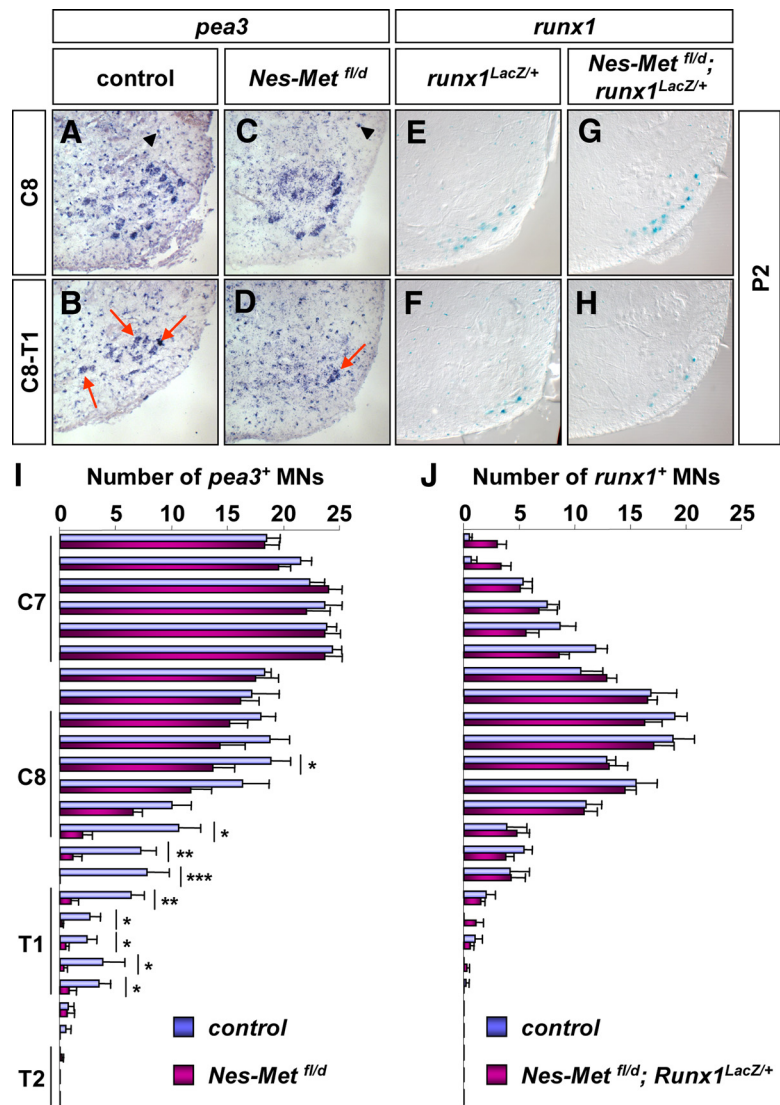 pea3
runx1
control
Nes-Met fl/d
runx1LacZ/+
Nes-Met fl/d;
runx1LacZ/+
C8
C8-T1
P2
A
C
E
G
B
D
F
H
I
Number of pea3+ MNs
0 5 10 15 20 25
C7
C8
T1
T2
*
*
**
***
**
*
*
*
*
control
Nes-Met fl/d
J
Number of runx1+ MNs
0 5 10 15 20 25
control
Nes-Met fl/d; Runx1LacZ/+